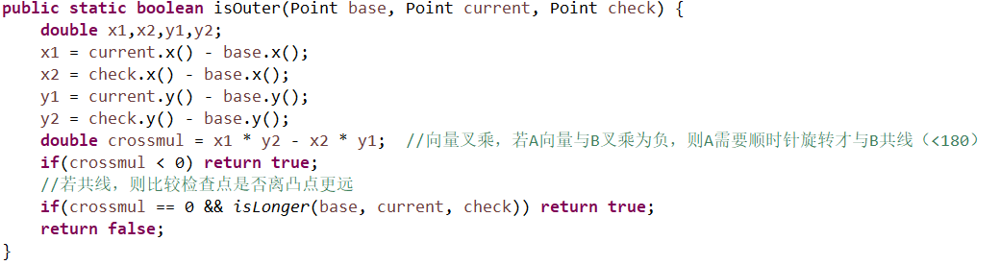 public static boolean isOuter(Point base, Point current, Point check) {
    double x1,x2,y1,y2;
    x1 = current.x() - base.x();
    x2 = check.x() - base.x();
    y1 = current.y() - base.y();
    y2 = check.y() - base.y();
    double crossmul = x1 * y2 - x2 * y1;  //向量叉乘，若A向量与B叉乘为负，则A需要顺时针旋转才与B共线（<180）
    if(crossmul < 0) return true;
    //若共线，则比较检查点是否离凸点更远
    if(crossmul == 0 && isLonger(base, current, check)) return true;
    return false;
}